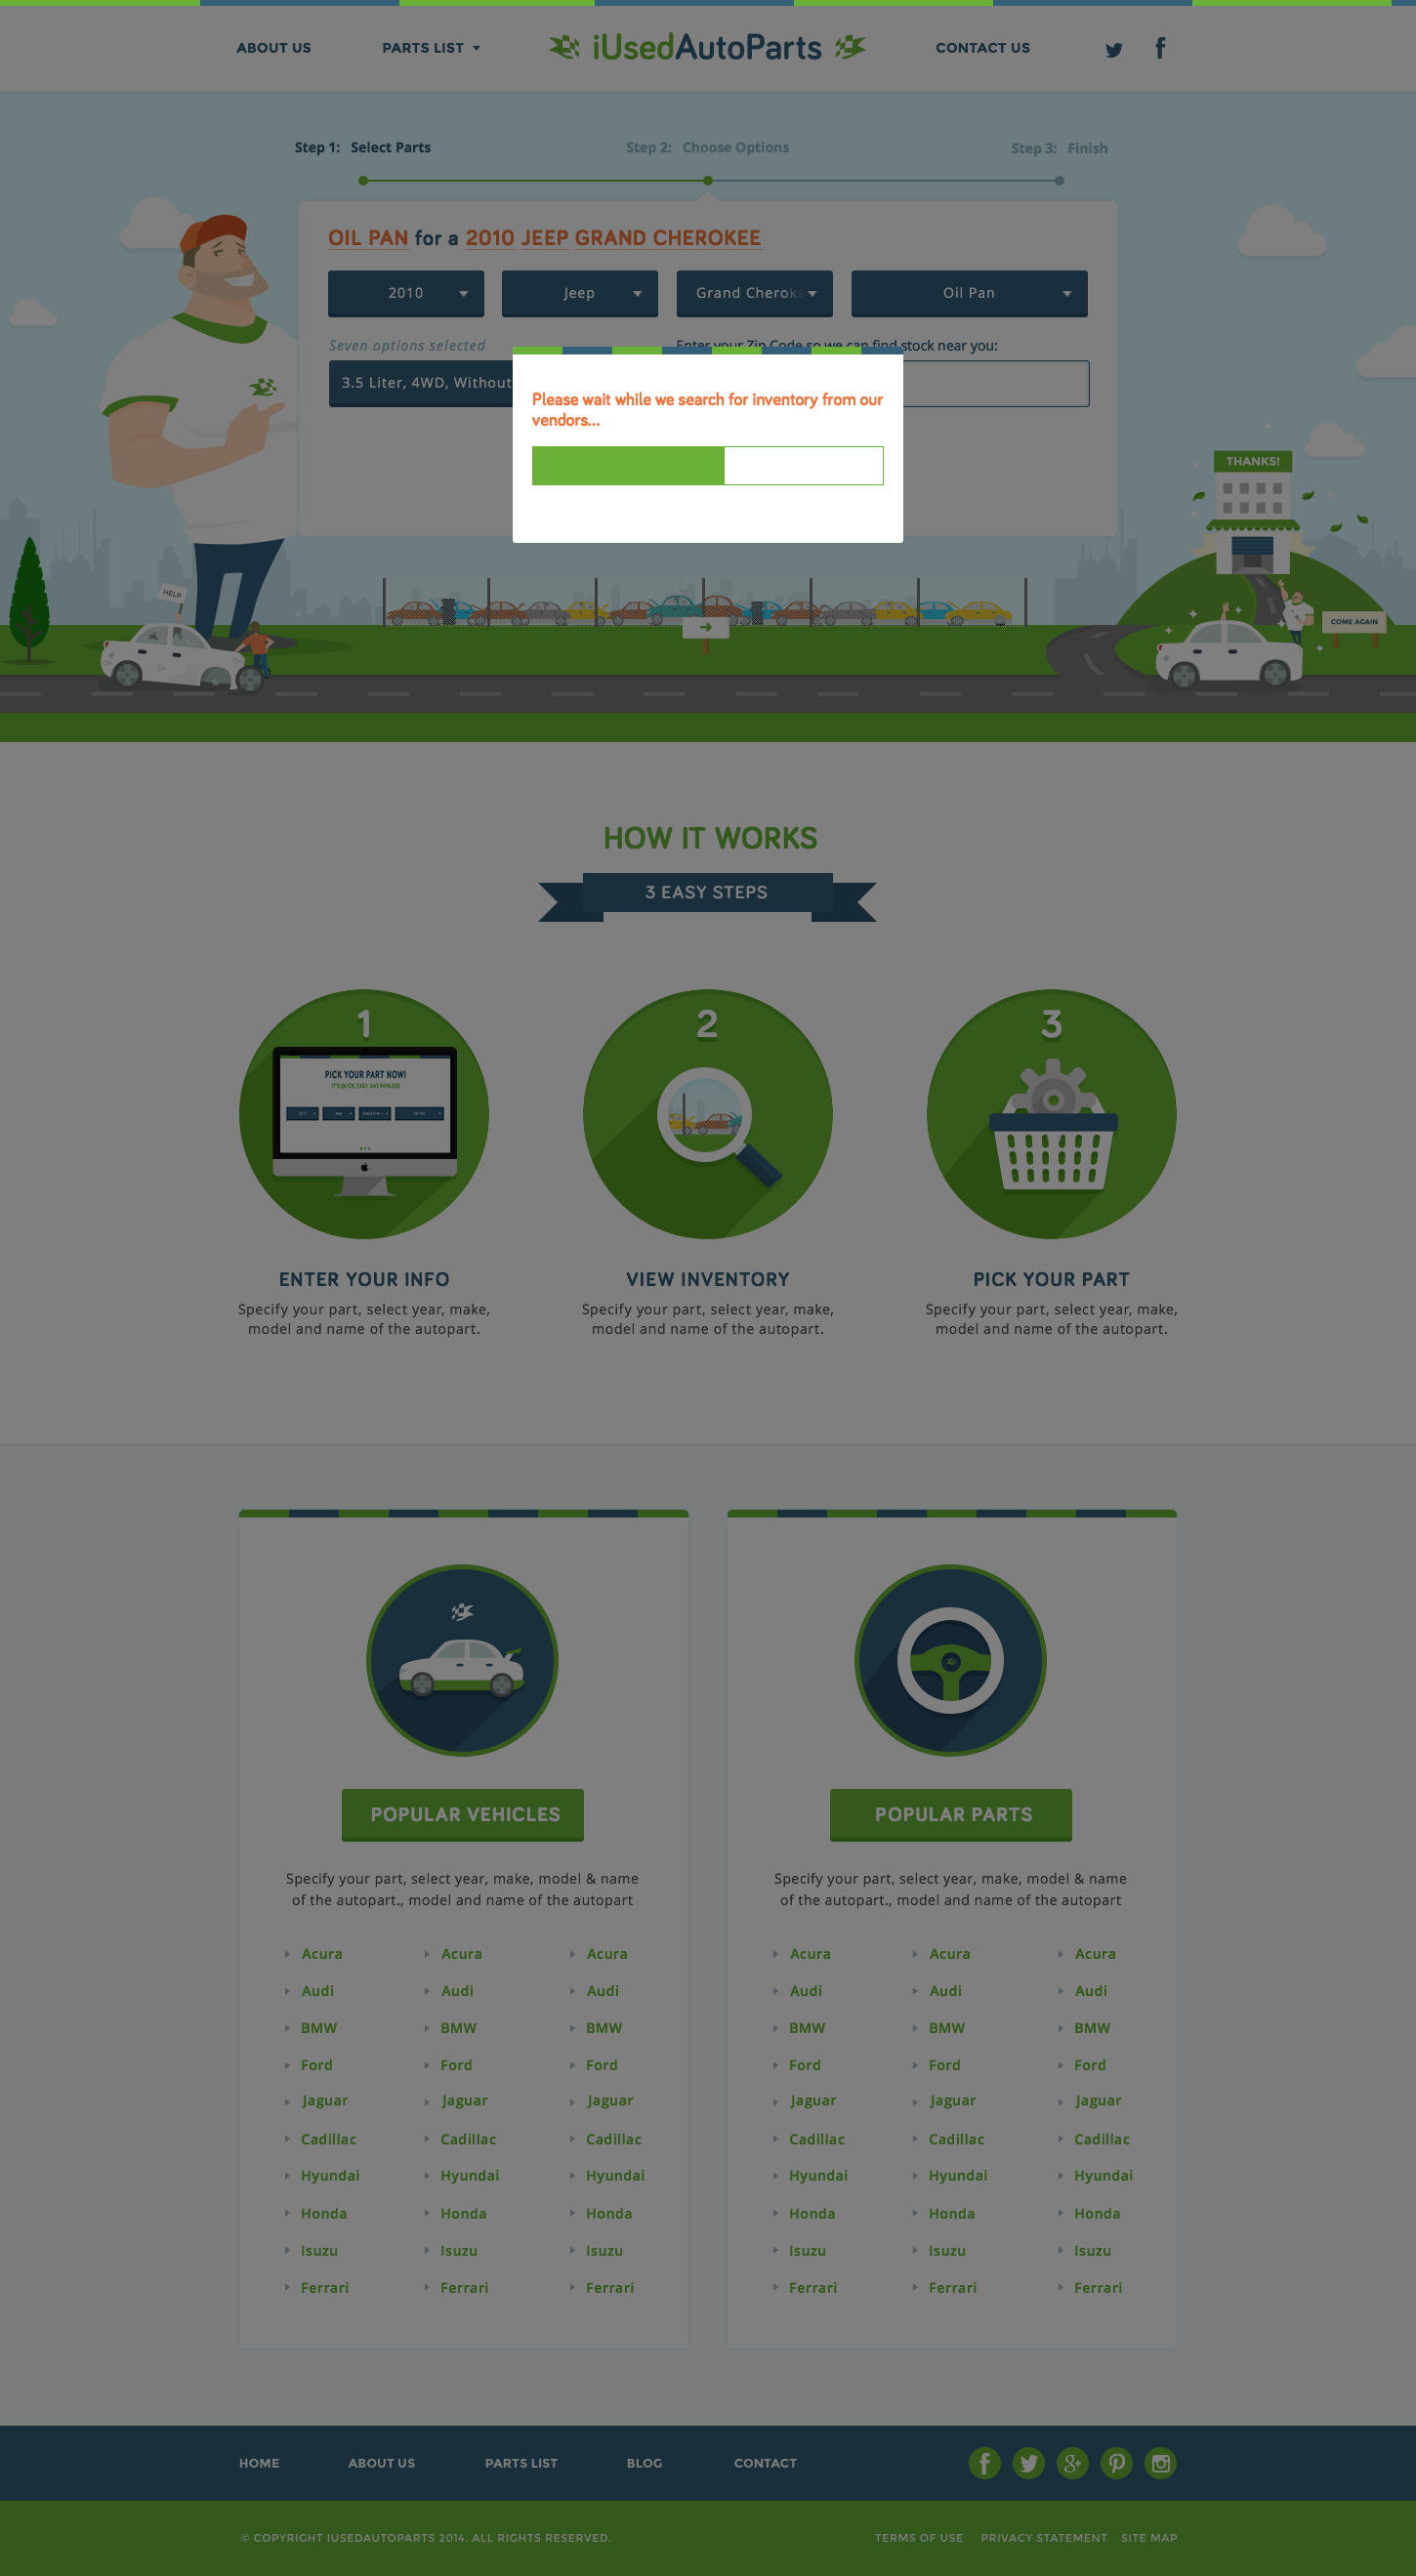 ABOUT US
PARTS LIST
iUsedAutoParts
CONTACT US
Step 1: Select Parts
Step 2: Choose Options
Step 3: Finish
OIL PAN for a 2010 JEEP GRAND CHEROKEE
2010
Jeep
Grand Cheroke
Oil Pan
Seven options selected
Enter your Zip Code so we can find stock near you:
3.5 Liter, 4WD, Without
Please wait while we search for inventory from our
vendors...
THANKS!
HELP
COME AGAIN
HOW IT WORKS
3 EASY STEPS
1
2
3
PICK YOUR PART NOW!
IT'S QUICK, EASY, AND PAINLESS
2010
Jeep
Grand Cherok
Oil Pan
ENTER YOUR INFO
Specify your part, select year, make,
model and name of the autopart.
VIEW INVENTORY
Specify your part, select year, make,
model and name of the autopart.
PICK YOUR PART
Specify your part, select year, make,
model and name of the autopart.
POPULAR VEHICLES
Specify your part, select year, make, model & name
of the autopart., model and name of the autopart
Acura Acura Acura
Audi Audi Audi
BMW BMW BMW
Ford Ford Ford
Jaguar Jaguar Jaguar
Cadillac Cadillac Cadillac
Hyundai Hyundai Hyundai
Honda Honda Honda
Isuzu Isuzu Isuzu
Ferrari Ferrari Ferrari
POPULAR PARTS
Specify your part, select year, make, model & name
of the autopart., model and name of the autopart
Acura Acura Acura
Audi Audi Audi
BMW BMW BMW
Ford Ford Ford
Jaguar Jaguar Jaguar
Cadillac Cadillac Cadillac
Hyundai Hyundai Hyundai
Honda Honda Honda
Isuzu Isuzu Isuzu
Ferrari Ferrari Ferrari
HOME ABOUT US PARTS LIST BLOG CONTACT
© COPYRIGHT IUSEDAUTOPARTS 2014. ALL RIGHTS RESERVED.
TERMS OF USE PRIVACY STATEMENT SITE MAP